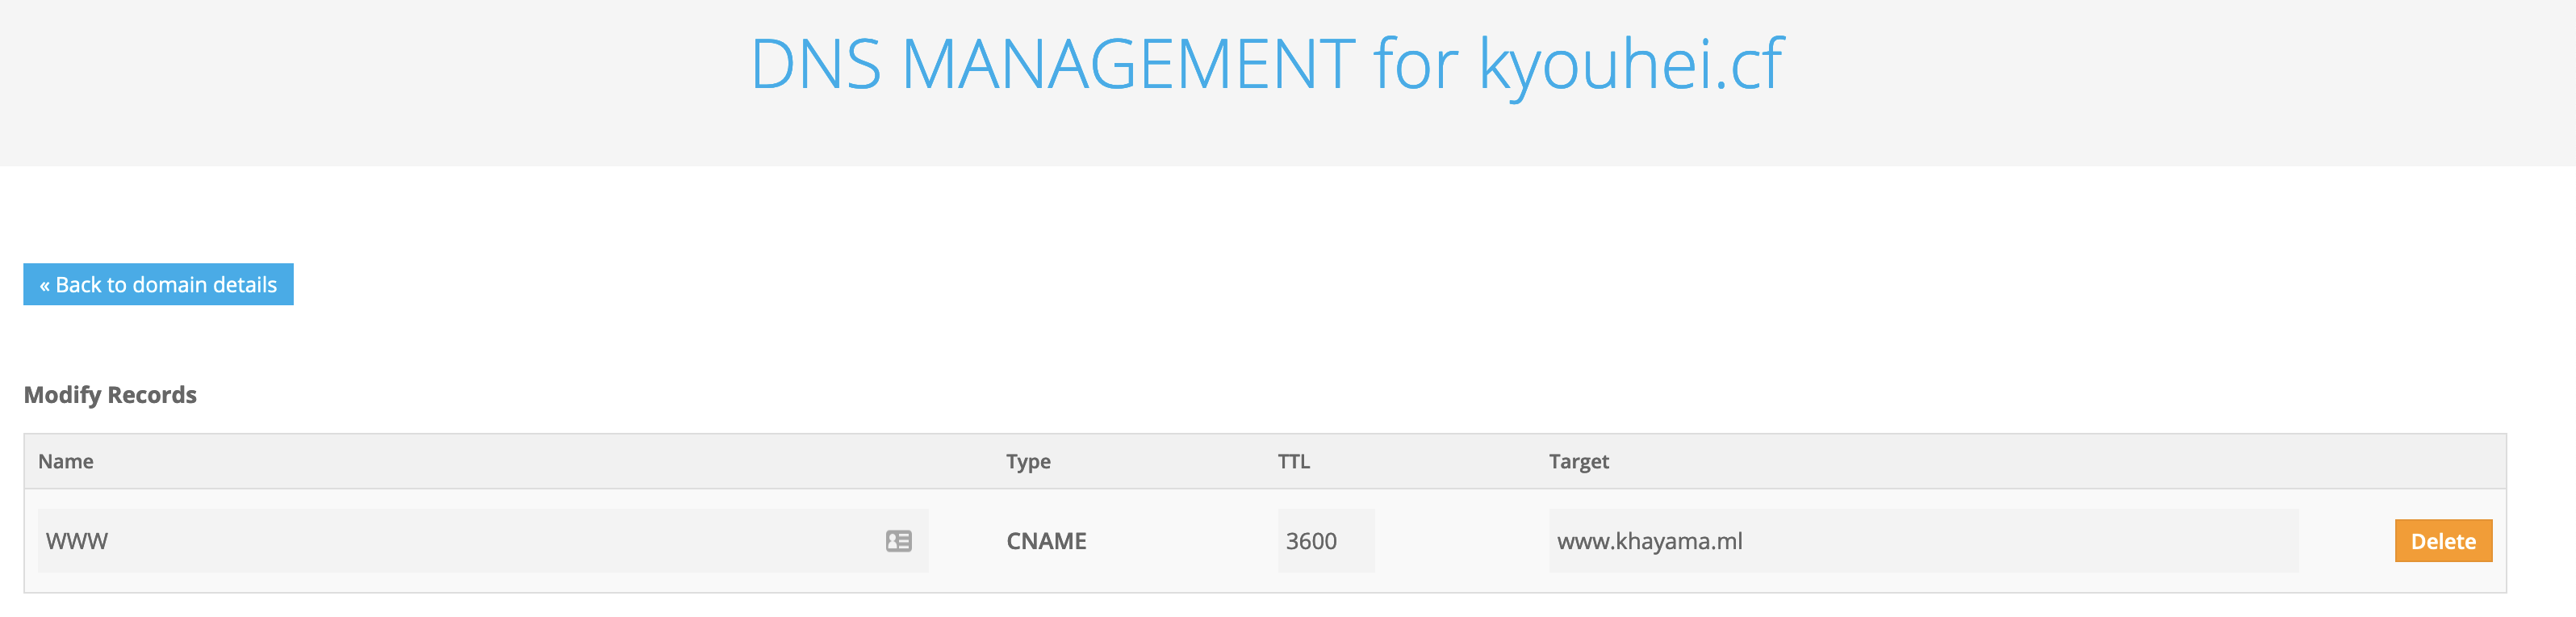 DNS MANAGEMENT for kyouhei.cf
« Back to domain details
Modify Records
Name Type TTL Target
WWW CNAME 3600 www.khayama.ml Delete